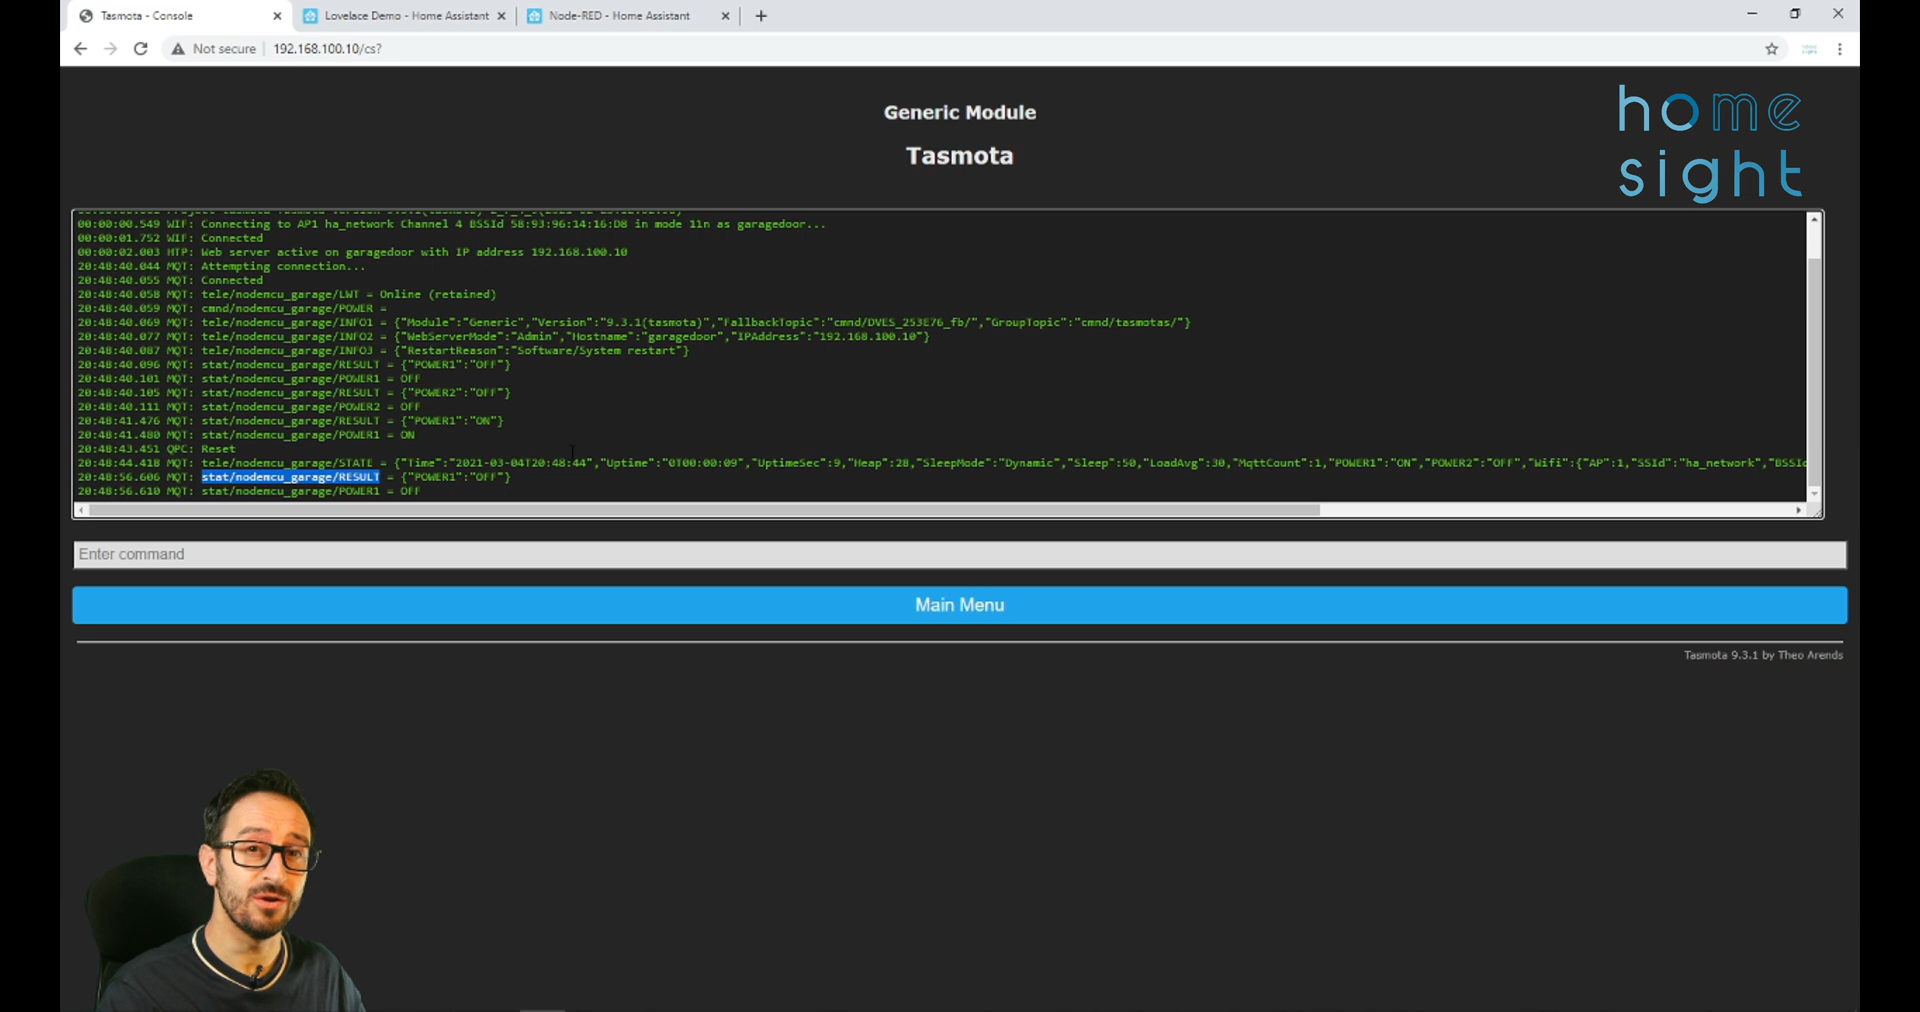 Tasmota - Console
Lovelace Demo - Home Assistant
Node-RED - Home Assistant
Not secure
192.168.100.10/cs?
home
sight
Generic Module
Tasmota
00:00:00.549 WIF: Connecting to AP1 ha_network Channel 4 BSSId 58:93:96:14:16:D8 in mode 11n as garagedoor...
00:00:01.752 WIF: Connected
00:00:02.003 HTP: Web server active on garagedoor with IP address 192.168.100.10
20:48:40.044 MQT: Attempting connection...
20:48:40.055 MQT: Connected
20:48:40.058 MQT: tele/nodemcu_garage/LWT = Online (retained)
20:48:40.059 MQT: cmnd/nodemcu_garage/POWER =
20:48:40.069 MQT: tele/nodemcu_garage/INFO1 = {"Module":"Generic","Version":"9.3.1(tasmota)","FallbackTopic":"cmnd/DVES_253E76_fb/","GroupTopic":"cmnd/tasmotas/"}
20:48:40.077 MQT: tele/nodemcu_garage/INFO2 = {"WebServerMode":"Admin","Hostname":"garagedoor","IPAddress":"192.168.100.10"}
20:48:40.087 MQT: tele/nodemcu_garage/INFO3 = {"RestartReason":"Software/System restart"}
20:48:40.096 MQT: stat/nodemcu_garage/RESULT = {"POWER1":"OFF"}
20:48:40.101 MQT: stat/nodemcu_garage/POWER1 = OFF
20:48:40.105 MQT: stat/nodemcu_garage/RESULT = {"POWER2":"OFF"}
20:48:40.111 MQT: stat/nodemcu_garage/POWER2 = OFF
20:48:41.476 MQT: stat/nodemcu_garage/RESULT = {"POWER1":"ON"}
20:48:41.480 MQT: stat/nodemcu_garage/POWER1 = ON
20:48:43.451 QPC: Reset
20:48:44.418 MQT: tele/nodemcu_garage/STATE = {"Time":"2021-03-04T20:48:44","Uptime":"0T00:00:09","UptimeSec":9,"Heap":28,"SleepMode":"Dynamic","Sleep":50,"LoadAvg":30,"MqttCount":1,"POWER1":"ON","POWER2":"OFF","Wifi":{"AP":1,"SSId":"ha_network","BSSId
20:48:56.606 MQT: stat/nodemcu_garage/RESULT = {"POWER1":"OFF"}
20:48:56.610 MQT: stat/nodemcu_garage/POWER1 = OFF
Enter command
Main Menu
Tasmota 9.3.1 by Theo Arends